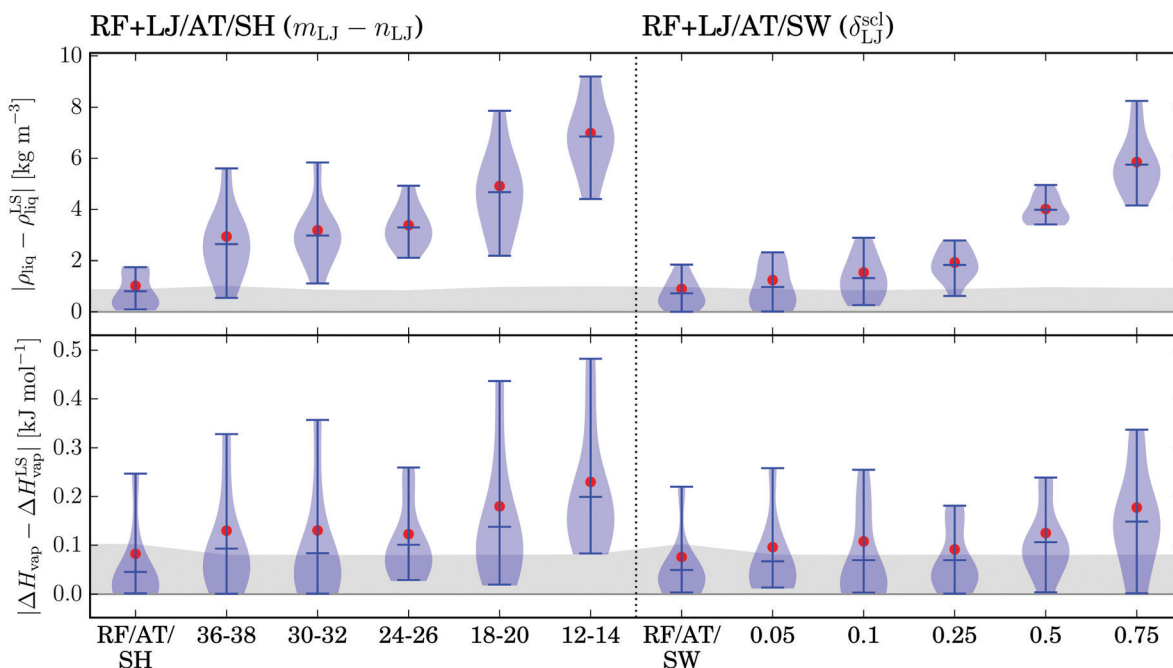 RF+LJ/AT/SH (m_LJ − n_LJ)
RF+LJ/AT/SW (δ_LJ^scl)
|ρ_liq − ρ_liq^LS| [kg m⁻³]
10
8
6
4
2
0
|ΔH_vap − ΔH_vap^LS| [kJ mol⁻¹]
0.5
0.4
0.3
0.2
0.1
0.0
RF/AT/
SH
36-38
30-32
24-26
18-20
12-14
RF/AT/
SW
0.05
0.1
0.25
0.5
0.75